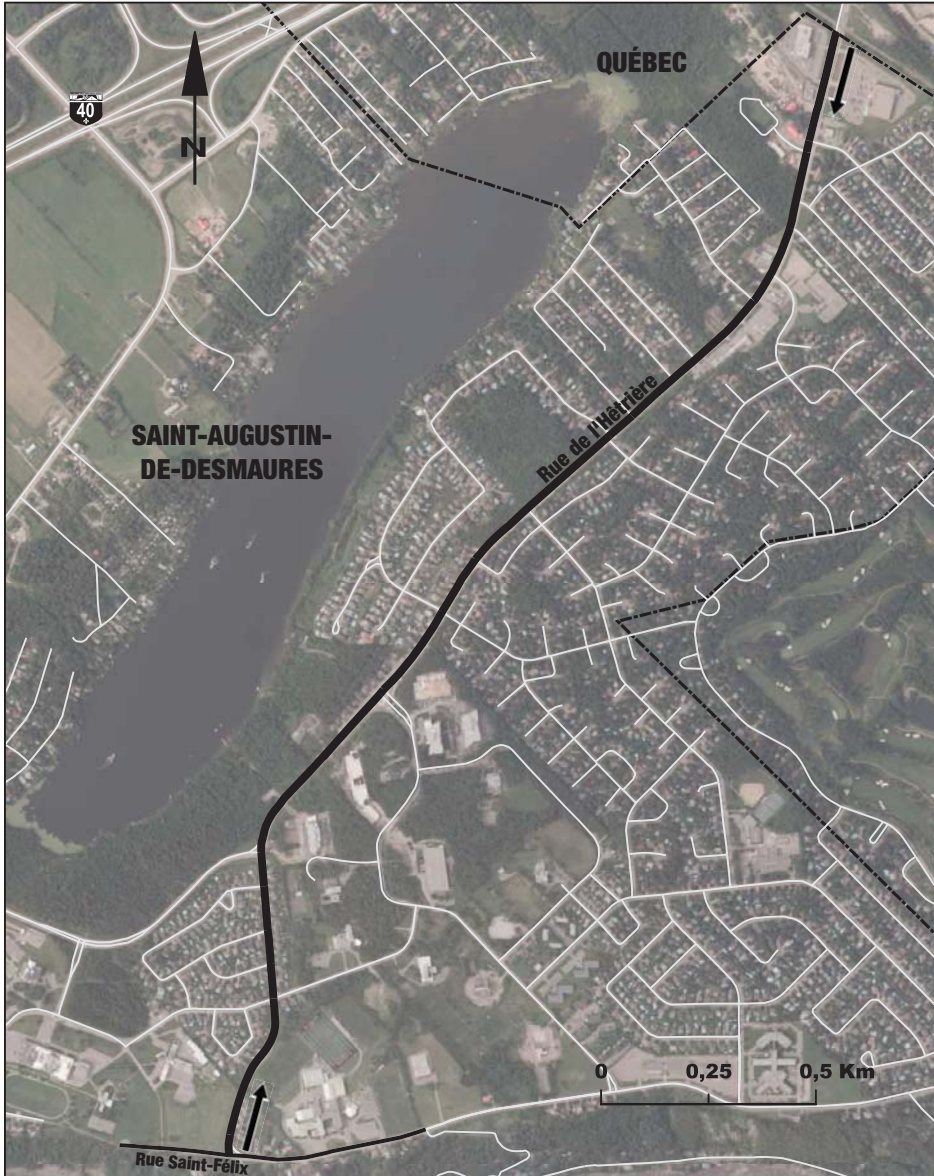 QUÉBEC
40
N
Rue de l'Hêtrière
SAINT-AUGUSTIN-
DE-DESMAURES
0 0,25 0,5 Km
Rue Saint-Félix